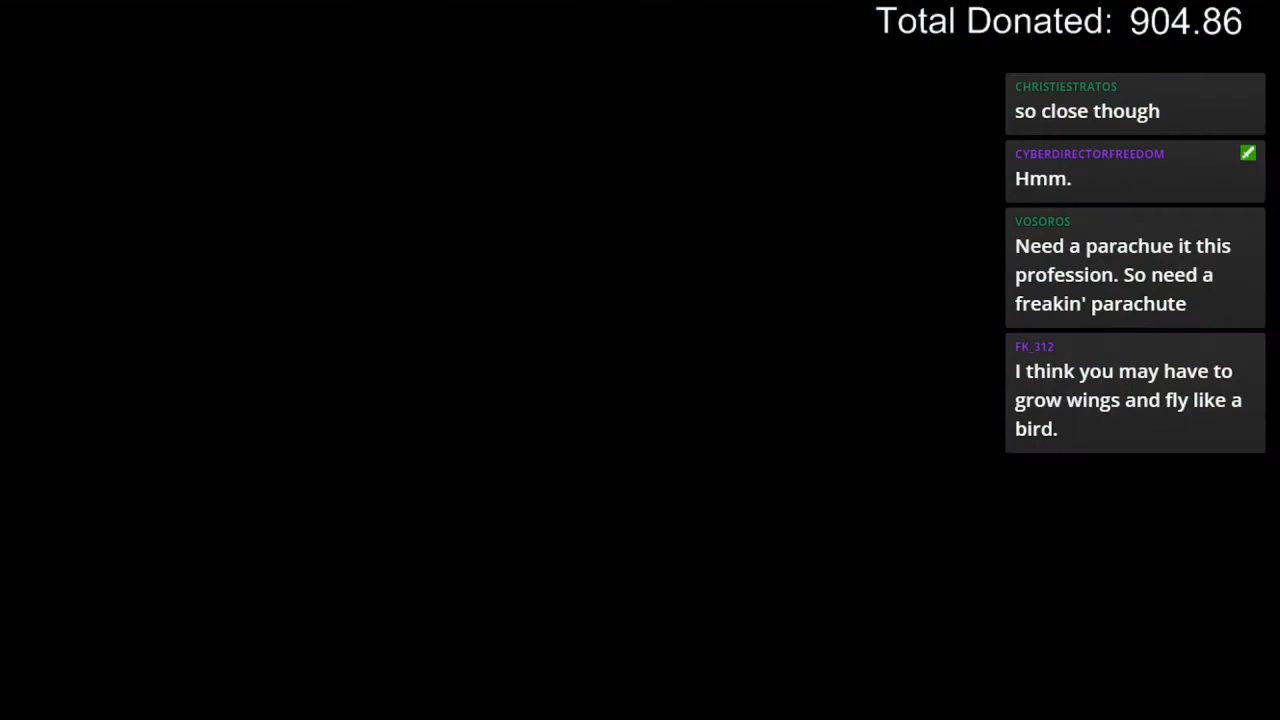 Total Donated: 904.86
CHRISTIESTRATOS
so close though
CYBERDIRECTORFREEDOM
Hmm.
VOSOROS
Need a parachue it this
profession. So need a
freakin' parachute
FK_312
I think you may have to
grow wings and fly like a
bird.